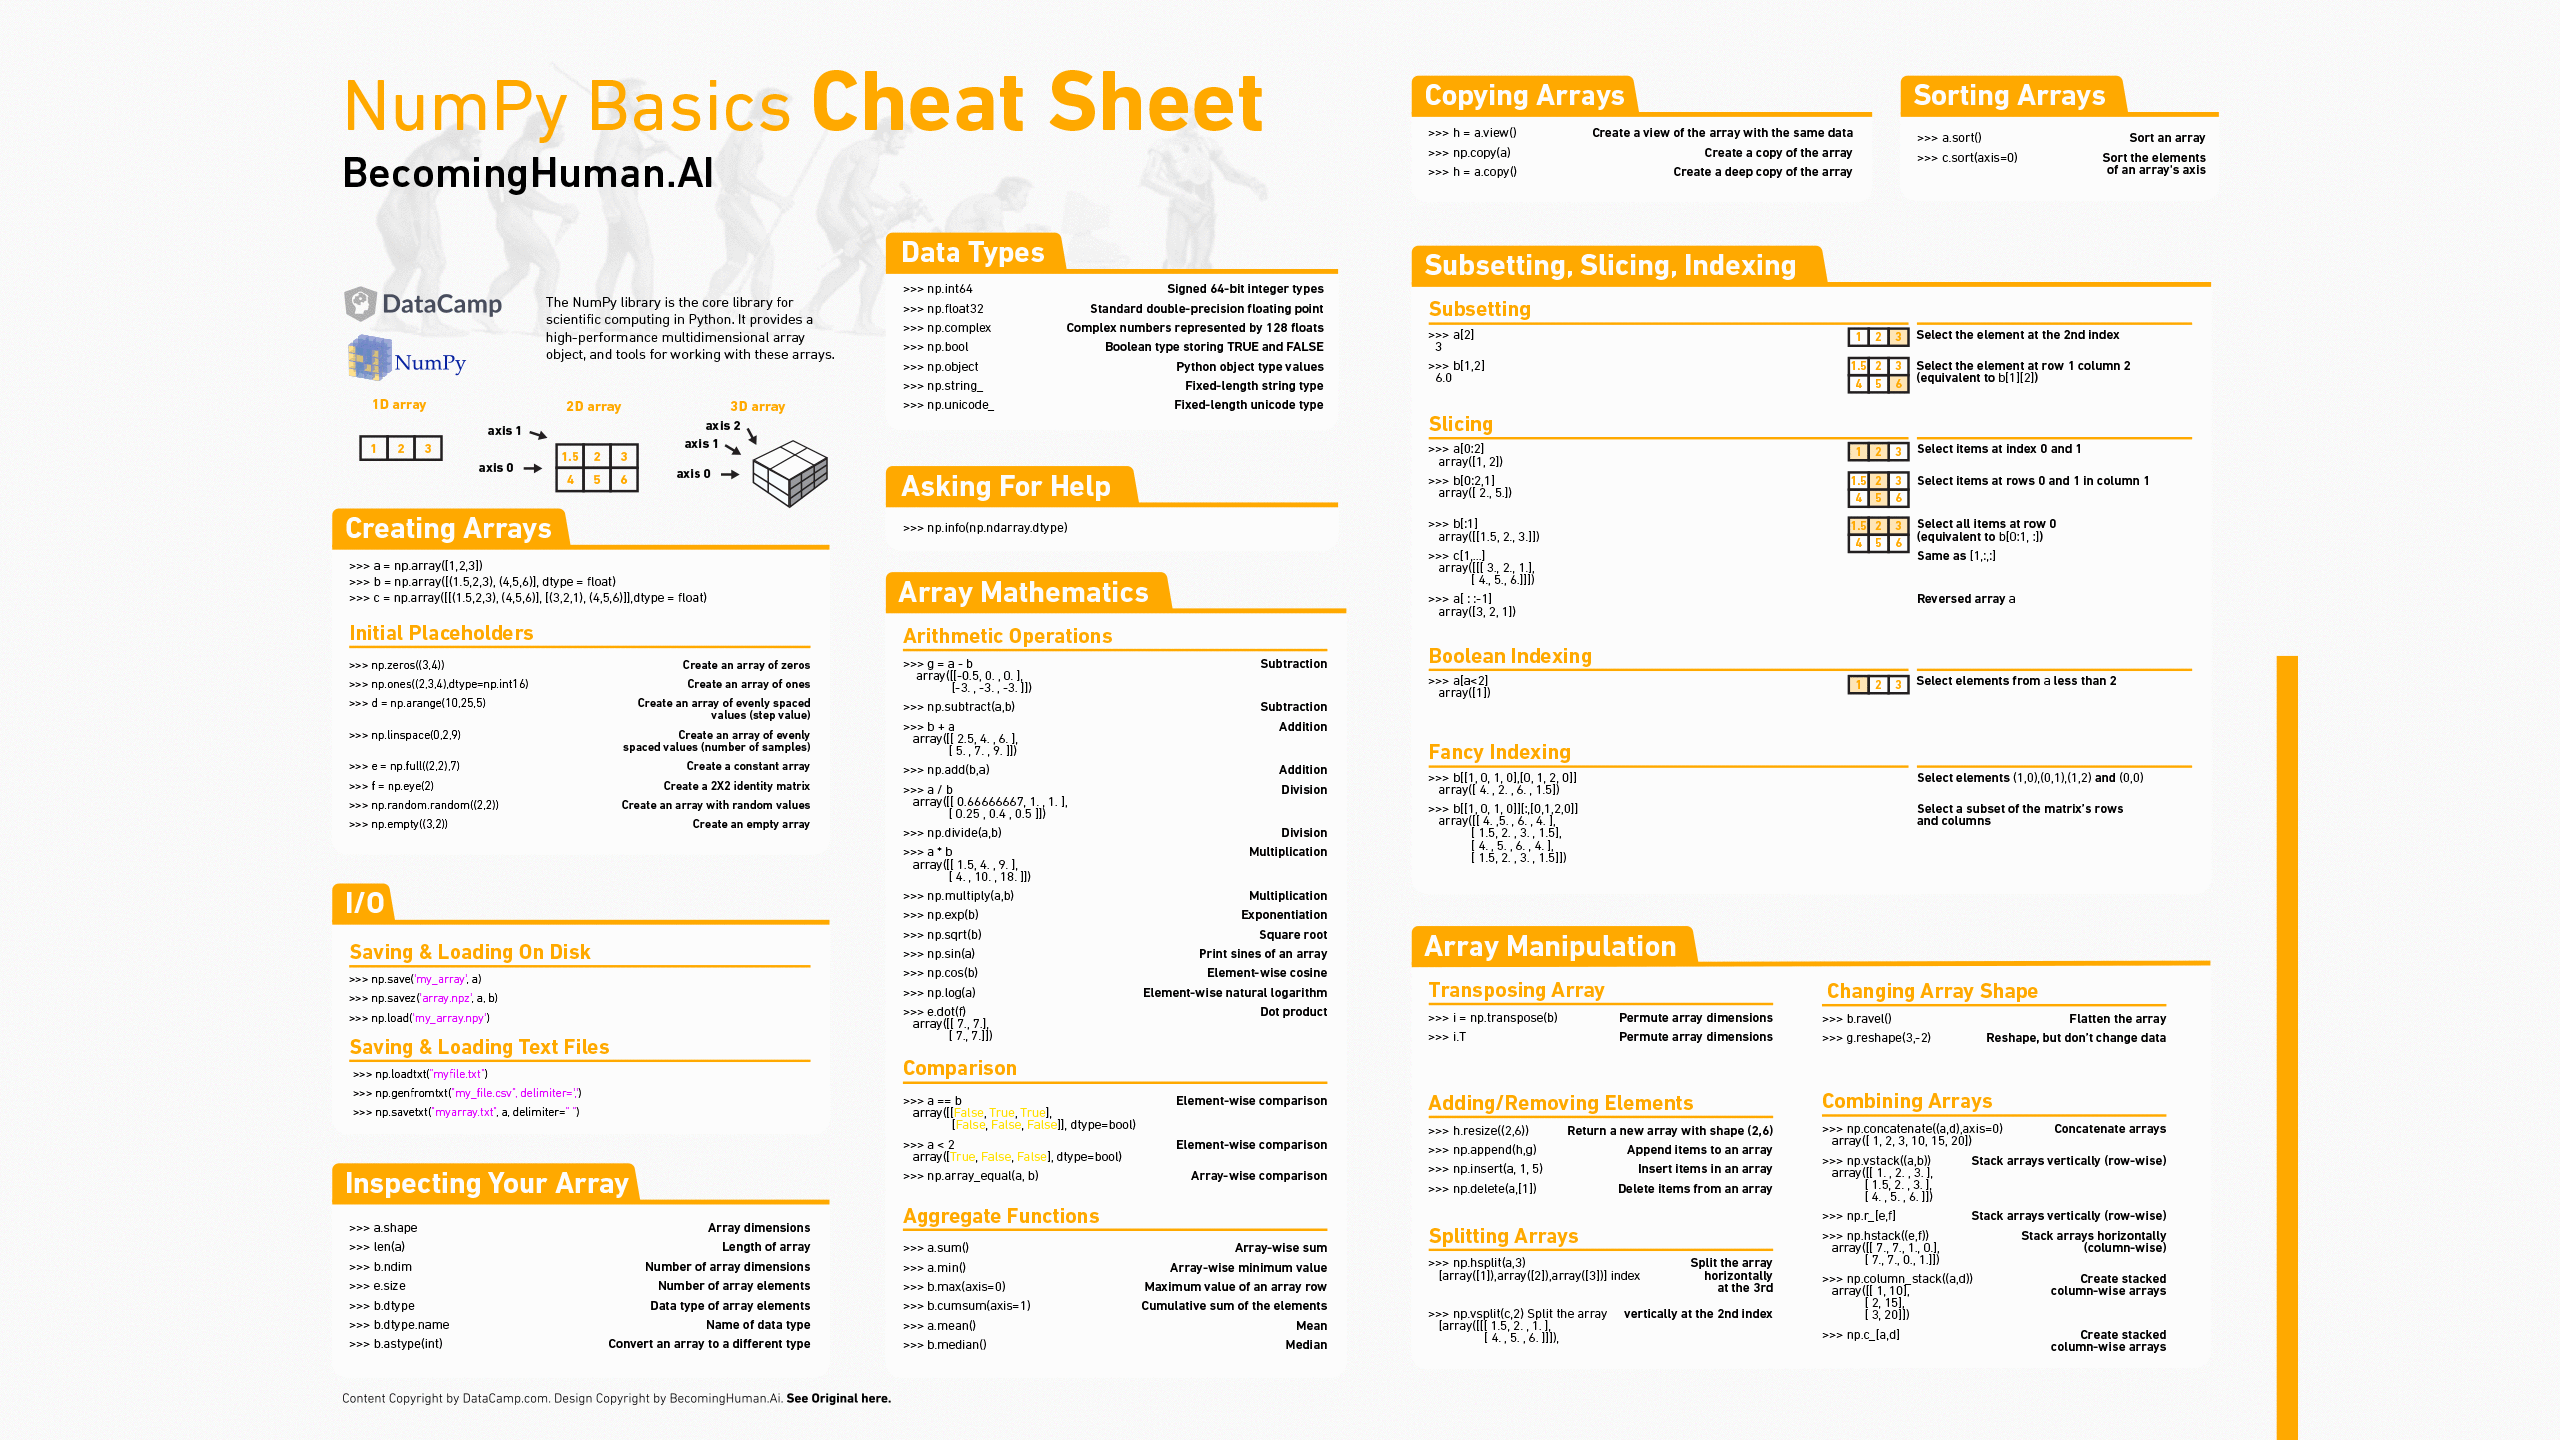 NumPy Basics Cheat Sheet
BecomingHuman.AI
DataCamp
NumPy
The NumPy library is the core library for
scientific computing in Python. It provides a
high-performance multidimensional array
object, and tools for working with these arrays.
1D array
1 2 3
2D array
axis 1
axis 0
1.5 2 3
4 5 6
3D array
axis 2
axis 1
axis 0
Creating Arrays
>>> a = np.array([1,2,3])
>>> b = np.array([(1.5,2,3), (4,5,6)], dtype = float)
>>> c = np.array([[(1.5,2,3), (4,5,6)], [(3,2,1), (4,5,6)]],dtype = float)
Initial Placeholders
>>> np.zeros((3,4)) Create an array of zeros
>>> np.ones((2,3,4),dtype=np.int16) Create an array of ones
>>> d = np.arange(10,25,5) Create an array of evenly spaced
values (step value)
>>> np.linspace(0,2,9) Create an array of evenly
spaced values (number of samples)
>>> e = np.full((2,2),7) Create a constant array
>>> f = np.eye(2) Create a 2X2 identity matrix
>>> np.random.random((2,2)) Create an array with random values
>>> np.empty((3,2)) Create an empty array
I/O
Saving & Loading On Disk
>>> np.save('my_array', a)
>>> np.savez('array.npz', a, b)
>>> np.load('my_array.npy')
Saving & Loading Text Files
>>> np.loadtxt("myfile.txt")
>>> np.genfromtxt("my_file.csv", delimiter=',')
>>> np.savetxt("myarray.txt", a, delimiter=" ")
Inspecting Your Array
>>> a.shape Array dimensions
>>> len(a) Length of array
>>> b.ndim Number of array dimensions
>>> e.size Number of array elements
>>> b.dtype Data type of array elements
>>> b.dtype.name Name of data type
>>> b.astype(int) Convert an array to a different type
Content Copyright by DataCamp.com. Design Copyright by BecomingHuman.Ai. See Original here.
Data Types
>>> np.int64 Signed 64-bit integer types
>>> np.float32 Standard double-precision floating point
>>> np.complex Complex numbers represented by 128 floats
>>> np.bool Boolean type storing TRUE and FALSE
>>> np.object Python object type values
>>> np.string_ Fixed-length string type
>>> np.unicode_ Fixed-length unicode type
Asking For Help
>>> np.info(np.ndarray.dtype)
Array Mathematics
Arithmetic Operations
>>> g = a - b Subtraction
array([[-0.5, 0. , 0. ],
[-3. , -3. , -3. ]])
>>> np.subtract(a,b) Subtraction
>>> b + a Addition
array([[ 2.5, 4. , 6. ],
[ 5. , 7. , 9. ]])
>>> np.add(b,a) Addition
>>> a / b Division
array([[ 0.66666667, 1. , 1. ],
[ 0.25 , 0.4 , 0.5 ]])
>>> np.divide(a,b) Division
>>> a * b Multiplication
array([[ 1.5, 4. , 9. ],
[ 4. , 10. , 18. ]])
>>> np.multiply(a,b) Multiplication
>>> np.exp(b) Exponentiation
>>> np.sqrt(b) Square root
>>> np.sin(a) Print sines of an array
>>> np.cos(b) Element-wise cosine
>>> np.log(a) Element-wise natural logarithm
>>> e.dot(f) Dot product
array([[ 7., 7.],
[ 7., 7.]])
Comparison
>>> a == b Element-wise comparison
array([[False, True, True],
[False, False, False]], dtype=bool)
>>> a < 2 Element-wise comparison
array([True, False, False], dtype=bool)
>>> np.array_equal(a, b) Array-wise comparison
Aggregate Functions
>>> a.sum() Array-wise sum
>>> a.min() Array-wise minimum value
>>> b.max(axis=0) Maximum value of an array row
>>> b.cumsum(axis=1) Cumulative sum of the elements
>>> a.mean() Mean
>>> b.median() Median
Copying Arrays
>>> h = a.view() Create a view of the array with the same data
>>> np.copy(a) Create a copy of the array
>>> h = a.copy() Create a deep copy of the array
Sorting Arrays
>>> a.sort() Sort an array
>>> c.sort(axis=0) Sort the elements
of an array's axis
Subsetting, Slicing, Indexing
Subsetting
>>> a[2] 1 2 3 Select the element at the 2nd index
3
>>> b[1,2] 1.5 2 3 Select the element at row 1 column 2
6.0 4 5 6 (equivalent to b[1][2])
Slicing
>>> a[0:2] 1 2 3 Select items at index 0 and 1
array([1, 2])
>>> b[0:2,1] 1.5 2 3 Select items at rows 0 and 1 in column 1
array([ 2., 5.]) 4 5 6
>>> b[:1] 1.5 2 3 Select all items at row 0
array([[1.5, 2., 3.]]) 4 5 6 (equivalent to b[0:1, :])
>>> c[1,...] Same as [1,:,:]
array([[[ 3., 2., 1.],
[ 4., 5., 6.]]])
>>> a[ : :-1] Reversed array a
array([3, 2, 1])
Boolean Indexing
>>> a[a<2] 1 2 3 Select elements from a less than 2
array([1])
Fancy Indexing
>>> b[[1, 0, 1, 0],[0, 1, 2, 0]] Select elements (1,0),(0,1),(1,2) and (0,0)
array([ 4. , 2. , 6. , 1.5])
>>> b[[1, 0, 1, 0]][:,[0,1,2,0]] Select a subset of the matrix's rows
and columns
array([[ 4. ,5. , 6. , 4. ],
[ 1.5, 2. , 3. , 1.5],
[ 4. , 5. , 6. , 4. ],
[ 1.5, 2. , 3. , 1.5]])
Array Manipulation
Transposing Array
>>> i = np.transpose(b) Permute array dimensions
>>> i.T Permute array dimensions
Adding/Removing Elements
>>> h.resize((2,6)) Return a new array with shape (2,6)
>>> np.append(h,g) Append items to an array
>>> np.insert(a, 1, 5) Insert items in an array
>>> np.delete(a,[1]) Delete items from an array
Splitting Arrays
>>> np.hsplit(a,3) Split the array
[array([1]),array([2]),array([3])] index horizontally
at the 3rd
>>> np.vsplit(c,2) Split the array vertically at the 2nd index
[array([[[ 1.5, 2. , 1. ],
[ 4. , 5. , 6. ]]]),
Changing Array Shape
>>> b.ravel() Flatten the array
>>> g.reshape(3,-2) Reshape, but don't change data
Combining Arrays
>>> np.concatenate((a,d),axis=0) Concatenate arrays
array([ 1, 2, 3, 10, 15, 20])
>>> np.vstack((a,b)) Stack arrays vertically (row-wise)
array([[ 1. , 2. , 3. ],
[ 1.5, 2. , 3. ],
[ 4. , 5. , 6. ]])
>>> np.r_[e,f] Stack arrays vertically (row-wise)
>>> np.hstack((e,f)) Stack arrays horizontally
array([[ 7., 7., 1., 0.], (column-wise)
[ 7., 7., 0., 1.]])
>>> np.column_stack((a,d)) Create stacked
array([[ 1, 10], column-wise arrays
[ 2, 15],
[ 3, 20]])
>>> np.c_[a,d] Create stacked
column-wise arrays